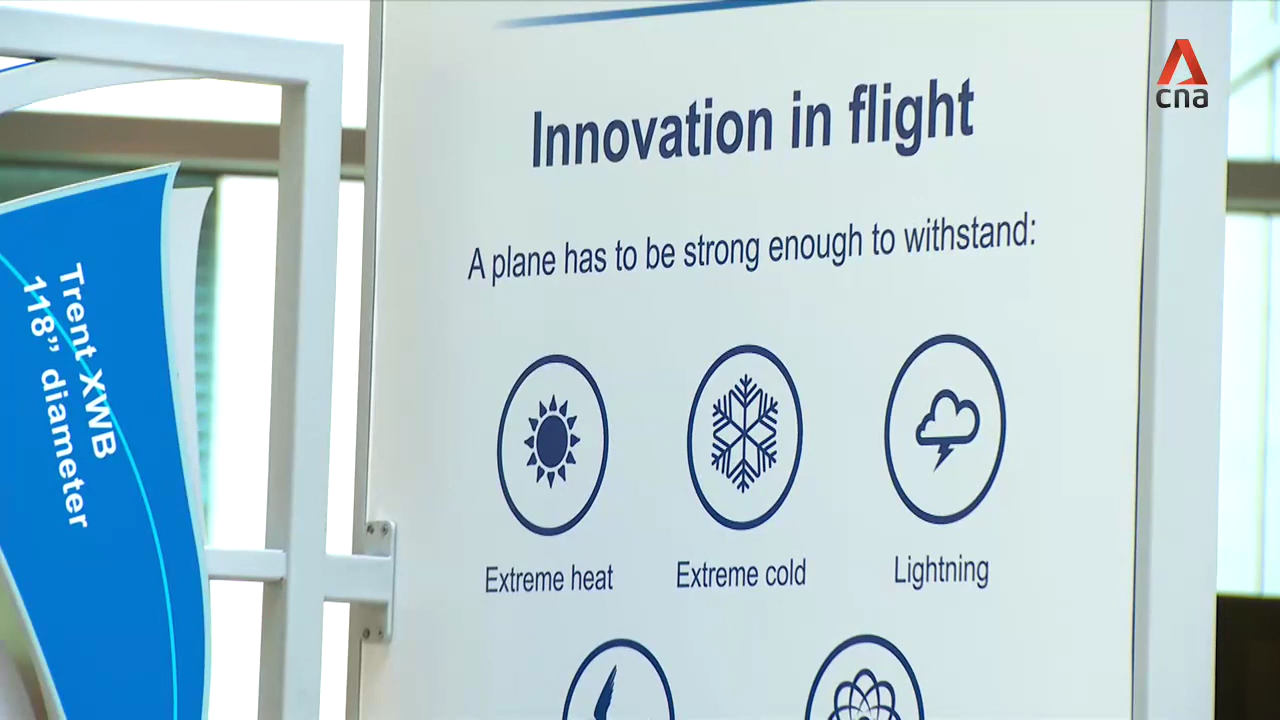 cna
Innovation in flight
A plane has to be strong enough to withstand:
Extreme heat
Extreme cold
Lightning
Trent XWB
118” diameter